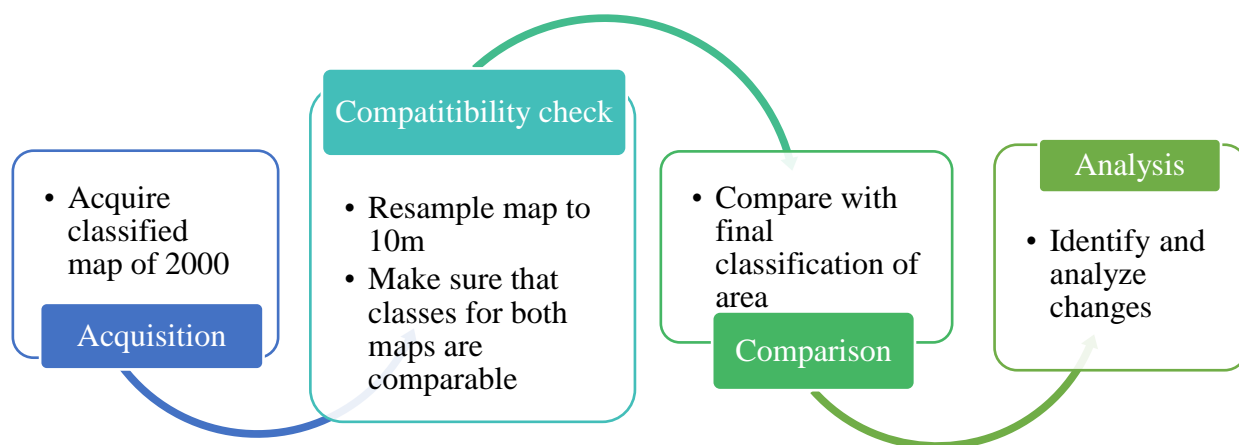 • Acquire
classified
map of 2000
Acquisition
Compatitibility check
• Resample map to
10m
• Make sure that
classes for both
maps are
comparable
• Compare with
final
classification of
area
Comparison
Analysis
• Identify and
analyze
changes